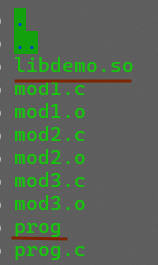 .
..
libdemo.so
mod1.c
mod1.o
mod2.c
mod2.o
mod3.c
mod3.o
prog
prog.c